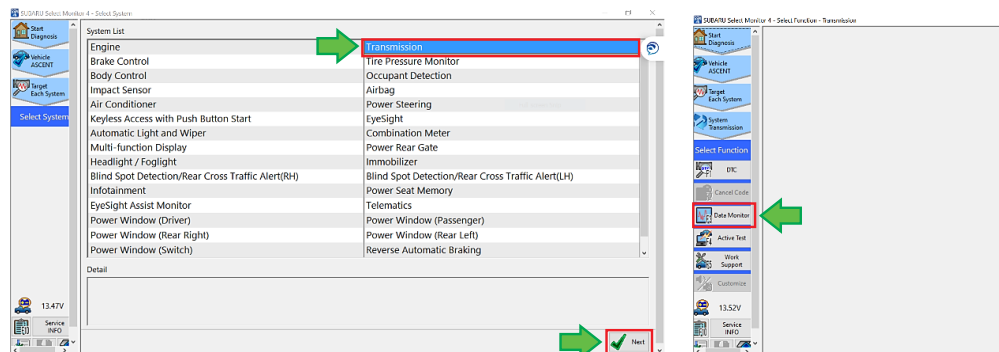 SUBARU Select Monitor 4 - Select System
Start
Diagnosis
Vehicle
ASCENT
Target
Each System
Select System
13.47V
Service
INFO
System List
Engine
Transmission
Brake Control
Tire Pressure Monitor
Body Control
Occupant Detection
Impact Sensor
Airbag
Air Conditioner
Power Steering
Keyless Access with Push Button Start
EyeSight
Automatic Light and Wiper
Combination Meter
Multi-function Display
Power Rear Gate
Headlight / Foglight
Immobilizer
Blind Spot Detection/Rear Cross Traffic Alert(RH)
Blind Spot Detection/Rear Cross Traffic Alert(LH)
Infotainment
Power Seat Memory
EyeSight Assist Monitor
Telematics
Power Window (Driver)
Power Window (Passenger)
Power Window (Rear Right)
Power Window (Rear Left)
Power Window (Switch)
Reverse Automatic Braking
Detail
Next
SUBARU Select Monitor 4 - Select Function - Transmission
Start
Diagnosis
Vehicle
ASCENT
Target
Each System
System
Transmission
Select Function
DTC
Cancel Code
Data Monitor
Active Test
Work
Support
Customize
13.52V
Service
INFO